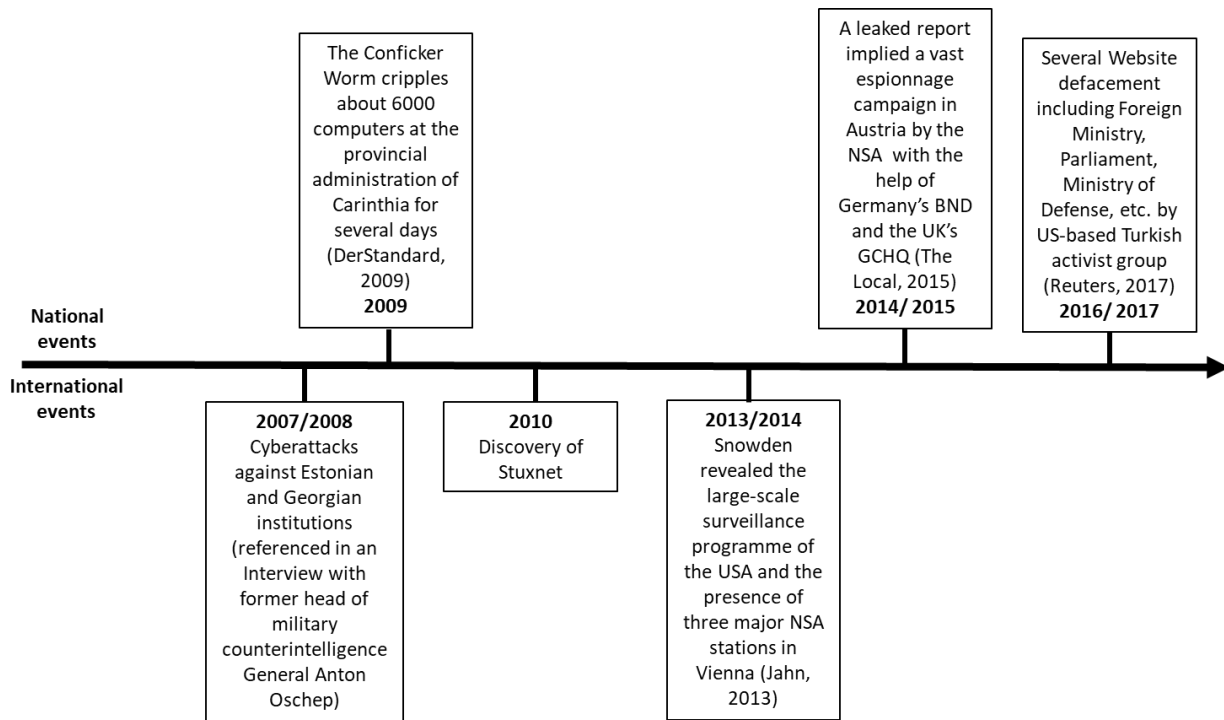 The Conficker
Worm cripples
about 6000
computers at the
provincial
administration of
Carinthia for
several days
(DerStandard,
2009)
2009
A leaked report
implied a vast
espionnage
campaign in
Austria by the
NSA with the
help of
Germany’s BND
and the UK’s
GCHQ (The
Local, 2015)
2014/ 2015
Several Website
defacement
including Foreign
Ministry,
Parliament,
Ministry of
Defense, etc. by
US-based Turkish
activist group
(Reuters, 2017)
2016/ 2017
National
events
International
events
2007/2008
Cyberattacks
against Estonian
and Georgian
institutions
(referenced in an
Interview with
former head of
military
counterintelligence
General Anton
Oschep)
2010
Discovery of
Stuxnet
2013/2014
Snowden
revealed the
large-scale
surveillance
programme of
the USA and the
presence of
three major NSA
stations in
Vienna (Jahn,
2013)